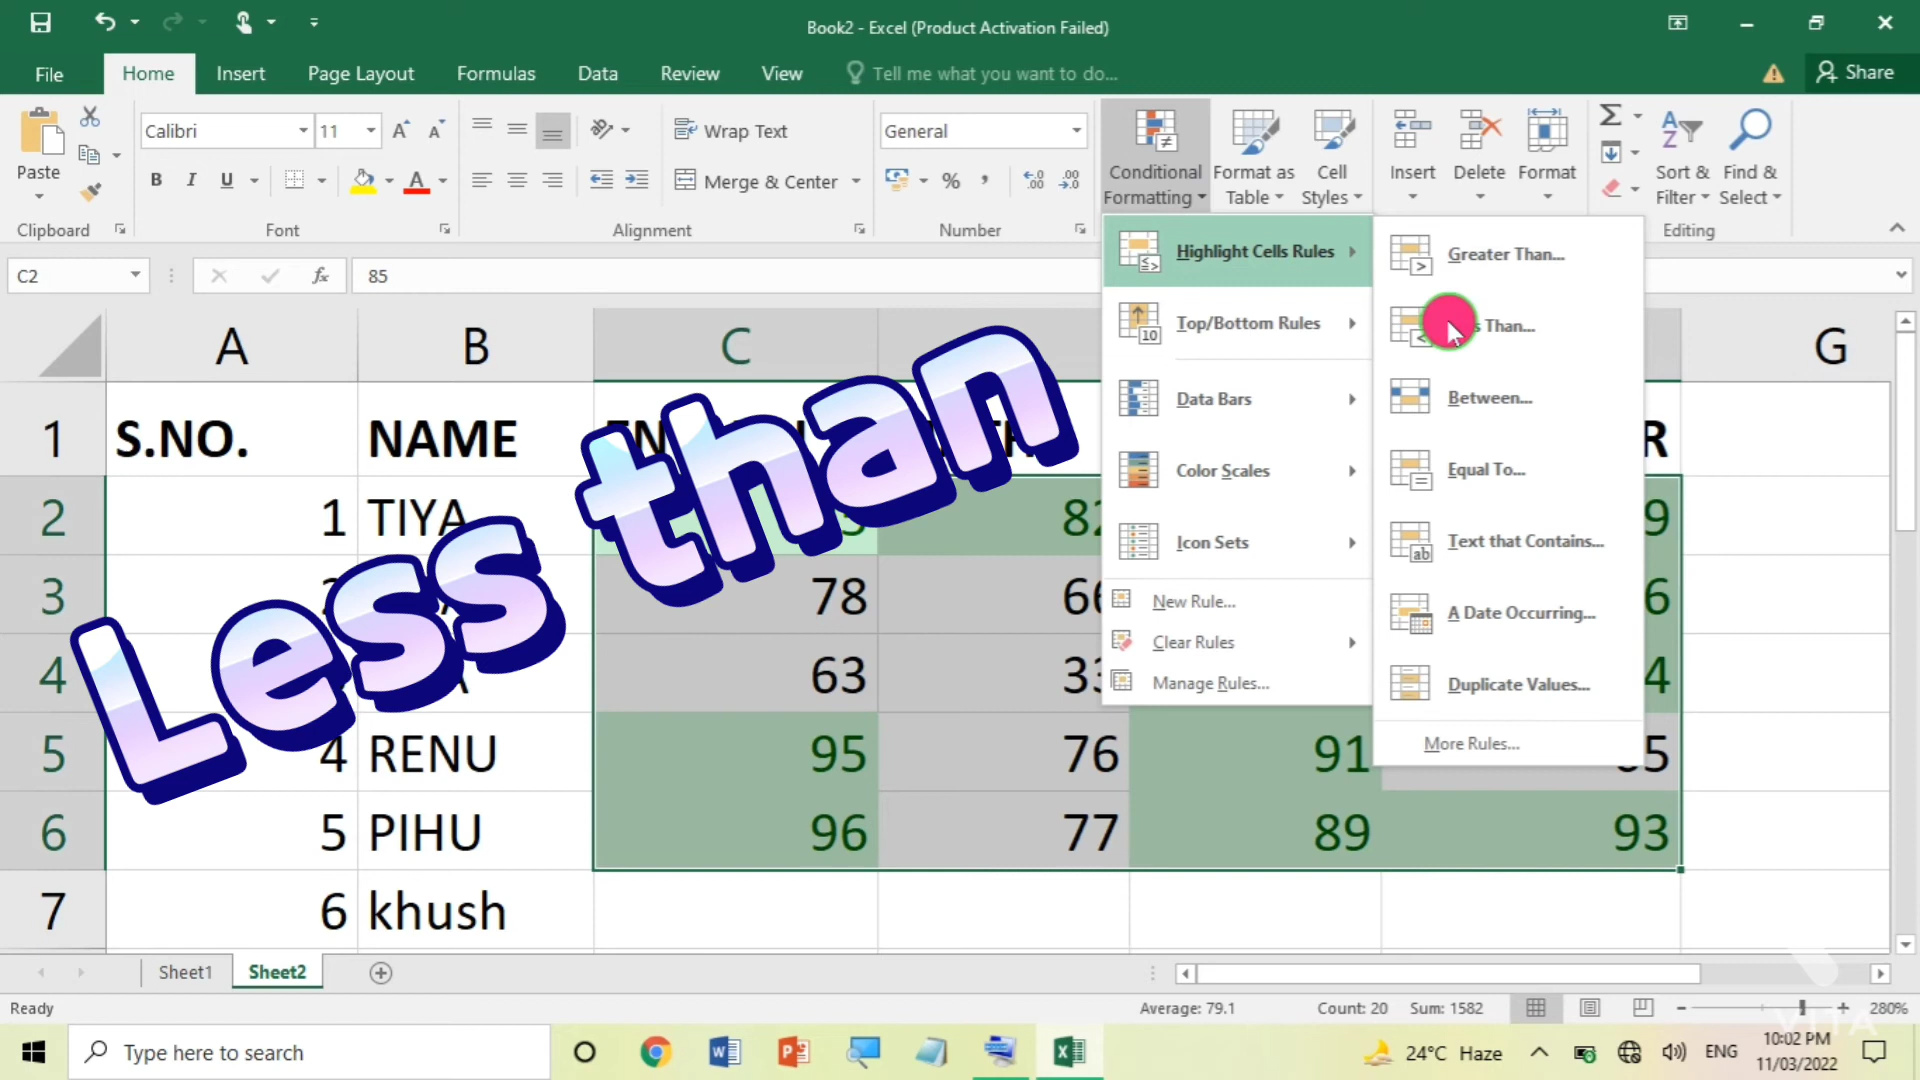 Book2 - Excel (Product Activation Failed)
File Home Insert Page Layout Formulas Data Review View Tell me what you want to do... Share
Calibri 11 Wrap Text General
Paste B I U Merge & Center % Conditional Formatting Format as Table Cell Styles Insert Delete Format Sort & Filter Find & Select
Clipboard Font Alignment Number Editing
C2 fx 85
Highlight Cells Rules
Top/Bottom Rules
Data Bars
Color Scales
Icon Sets
New Rule...
Clear Rules
Manage Rules...
Greater Than...
Than...
Between...
Equal To...
Text that Contains...
A Date Occurring...
Duplicate Values...
More Rules...
Less than
A B C G
1 S.NO. NAME R
2 1 TIYA 9
3 78 6
4 63 4
5 4 RENU 95 76 91
6 5 PIHU 96 77 89 93
7 6 khush
Sheet1 Sheet2
Ready Average: 79.1 Count: 20 Sum: 1582 280%
VITA
Type here to search 24°C Haze ENG 10:02 PM
11/03/2022